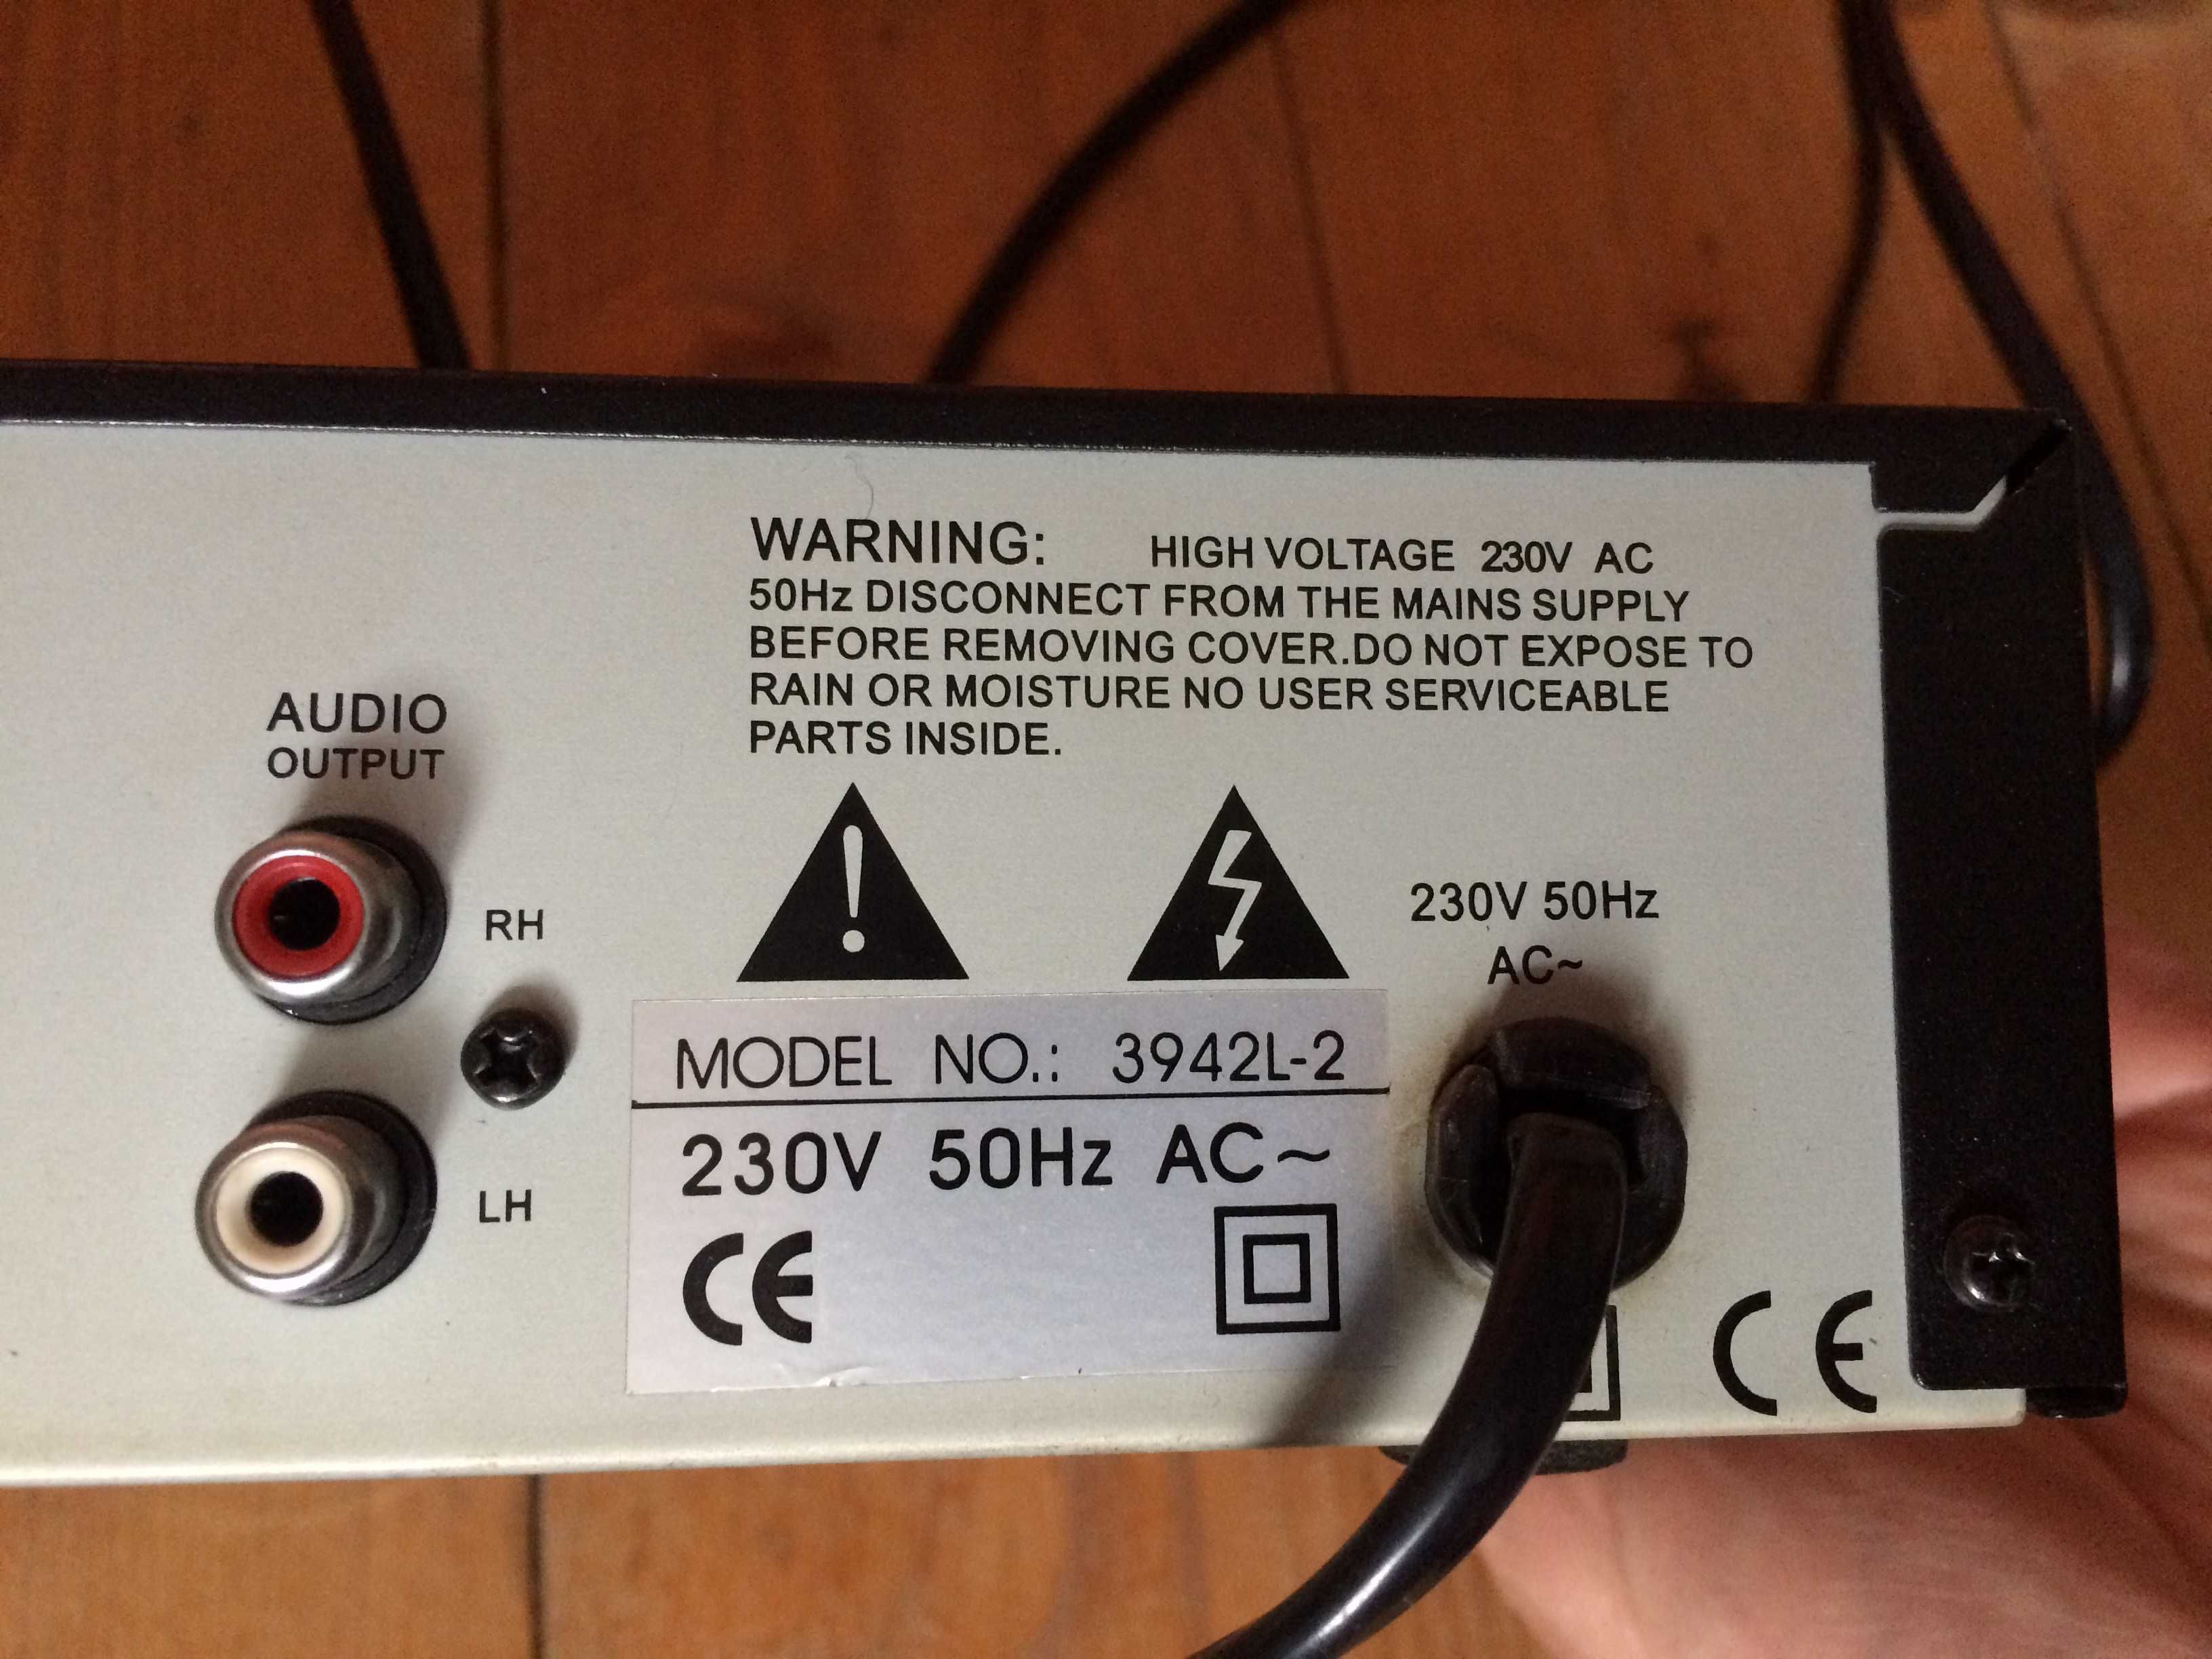 WARNING: HIGH VOLTAGE 230V AC
50Hz DISCONNECT FROM THE MAINS SUPPLY
BEFORE REMOVING COVER.DO NOT EXPOSE TO
RAIN OR MOISTURE NO USER SERVICEABLE
PARTS INSIDE.
AUDIO
OUTPUT
RH
LH
230V 50Hz
AC~
MODEL NO.: 3942L-2
230V 50Hz AC~
CE
CE